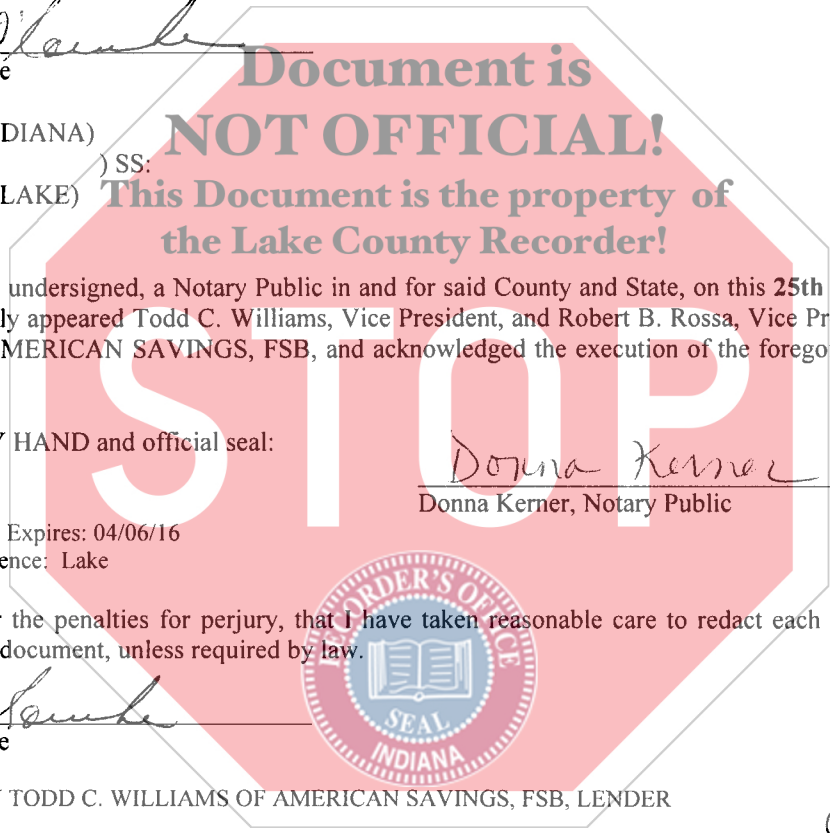 e
Document is
NOT OFFICIAL!
This Document is the property of
the Lake County Recorder!
STOP
DIANA)
) SS:
LAKE)
undersigned, a Notary Public in and for said County and State, on this 25th
ly appeared Todd C. Williams, Vice President, and Robert B. Rossa, Vice Pr
MERICAN SAVINGS, FSB, and acknowledged the execution of the forego
Y HAND and official seal:
Donna Kerner
Donna Kerner, Notary Public
Expires: 04/06/16
ence: Lake
r the penalties for perjury, that I have taken reasonable care to redact each
document, unless required by law.
RECORDER'S OFFICE
SEAL
INDIANA
e
Y TODD C. WILLIAMS OF AMERICAN SAVINGS, FSB, LENDER